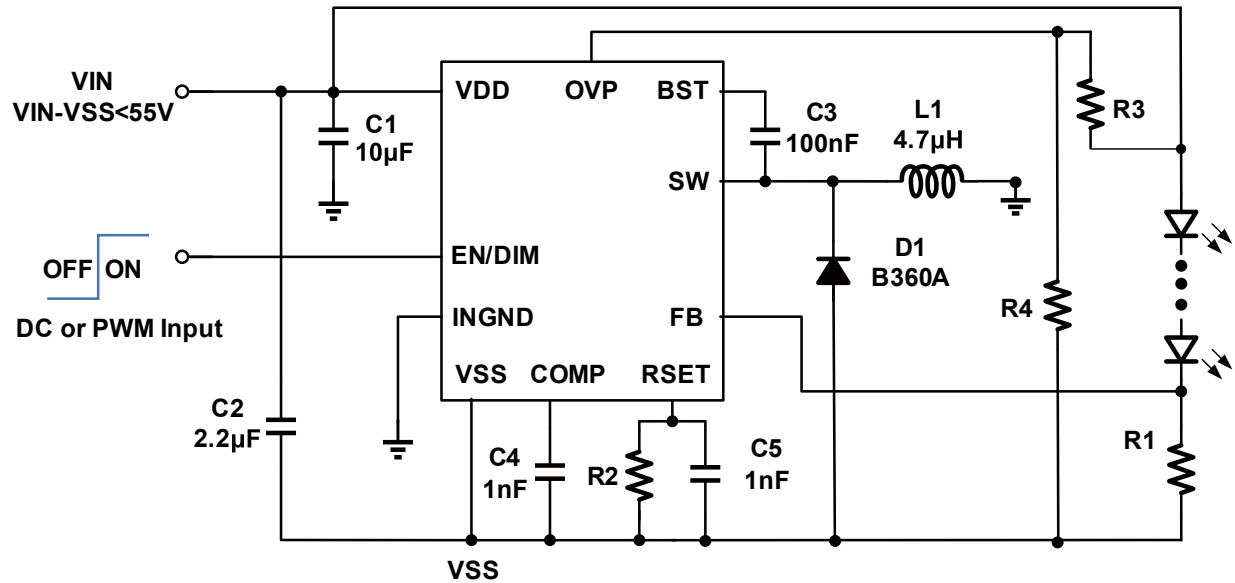 VIN
VIN-VSS<55V
VDD
OVP
BST
C1
10µF
C3
100nF
L1
4.7µH
R3
SW
OFF
ON
EN/DIM
DC or PWM Input
D1
B360A
R4
INGND
FB
VSS
COMP
RSET
C2
2.2µF
C4
1nF
R2
C5
1nF
R1
VSS